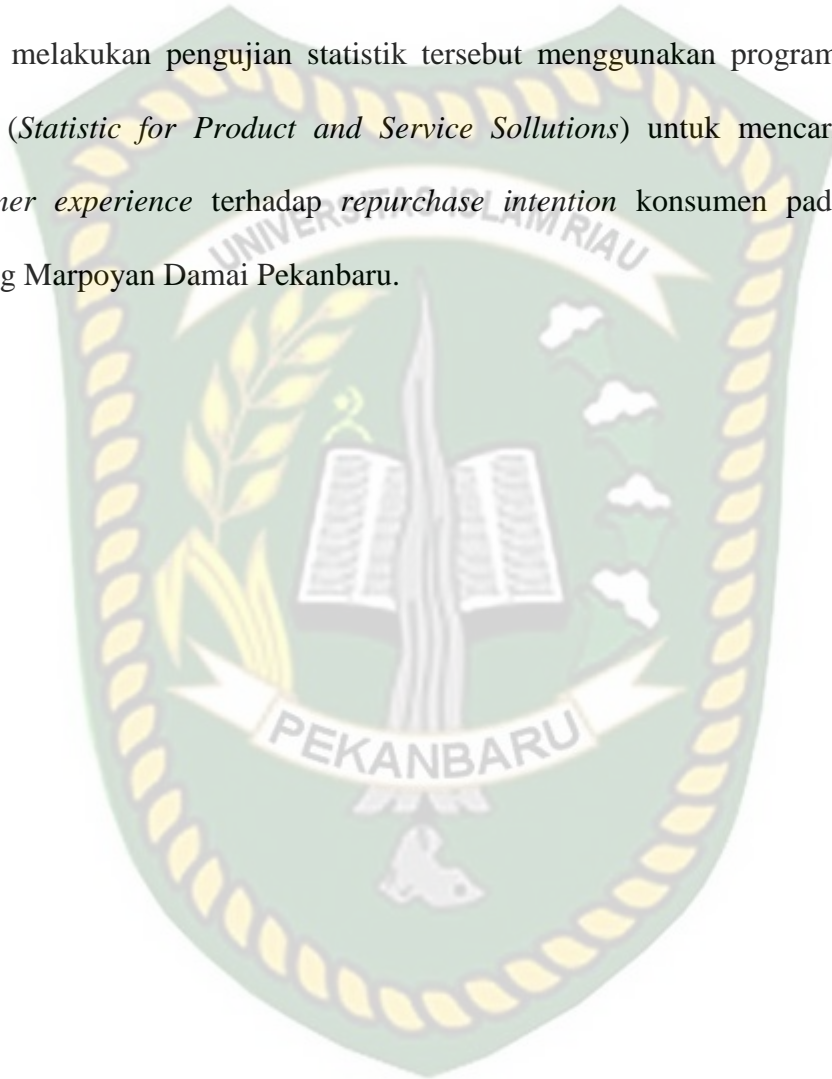 melakukan pengujian statistik tersebut menggunakan program
(Statistic for Product and Service Sollutions) untuk mencar
ner experience terhadap repurchase intention konsumen pad
g Marpoyan Damai Pekanbaru.
UNIVERSITAS ISLAM RIAU
PEKANBARU